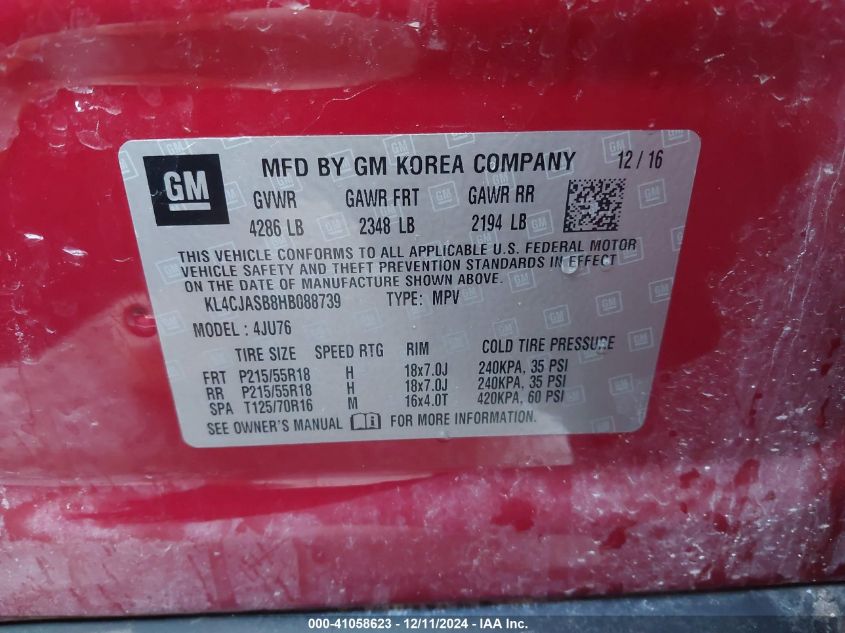 GM MFD BY GM KOREA COMPANY 12 / 16
GVWR GAWR FRT GAWR RR
4286 LB 2348 LB 2194 LB
THIS VEHICLE CONFORMS TO ALL APPLICABLE U.S. FEDERAL MOTOR
VEHICLE SAFETY AND THEFT PREVENTION STANDARDS IN EFFECT
ON THE DATE OF MANUFACTURE SHOWN ABOVE.
KL4CJASB8HB088739 TYPE: MPV
MODEL : 4JU76
TIRE SIZE SPEED RTG RIM COLD TIRE PRESSURE
FRT P215/55R18 H 18x7.0J 240KPA, 35 PSI
RR P215/55R18 H 18x7.0J 240KPA, 35 PSI
SPA T125/70R16 M 16x4.0T 420KPA, 60 PSI
SEE OWNER'S MANUAL FOR MORE INFORMATION.
000-41058623 - 12/11/2024 - IAA Inc.